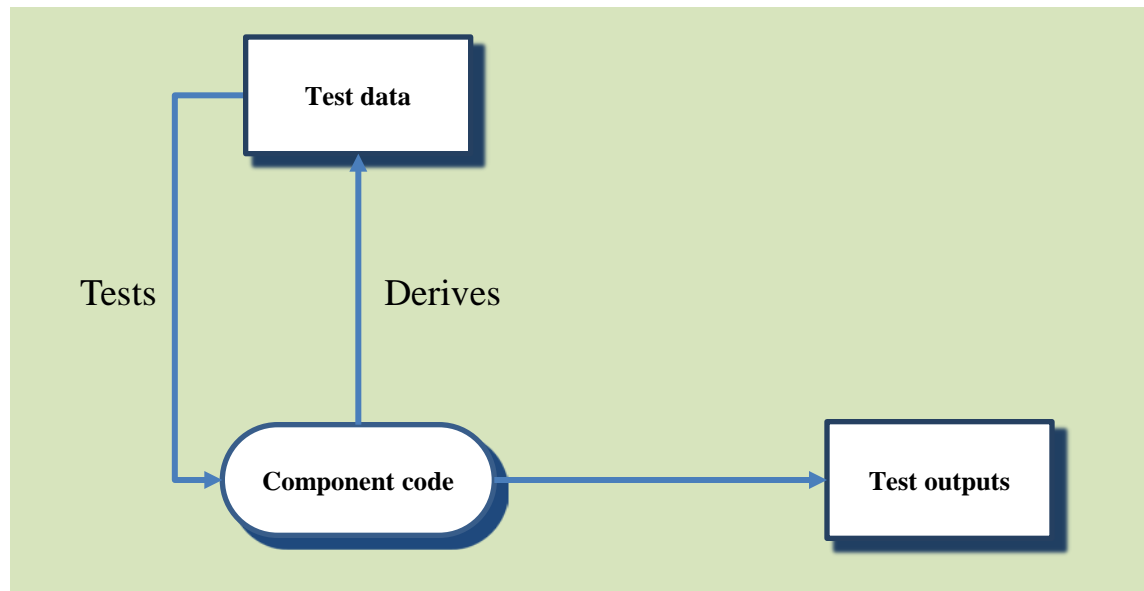 Test data
Tests
Derives
Component code
Test outputs